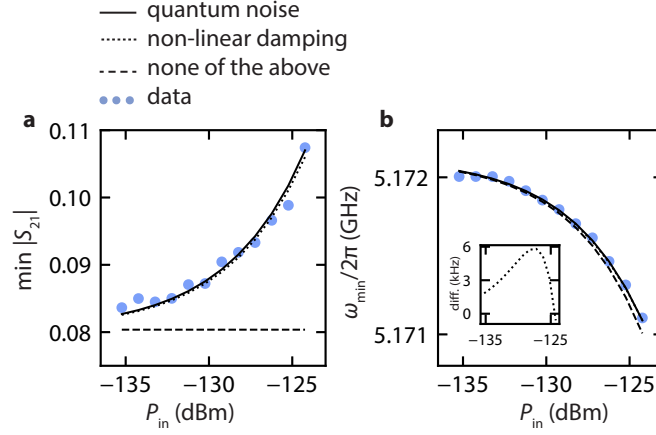 quantum noise
non-linear damping
none of the above
data
a
b
0.11
0.10
0.09
0.08
min |S21|
−135
−130
−125
Pin (dBm)
5.172
5.171
ωmin/2π (GHz)
6
3
0
diff. (kHz)
−135
−125
−135
−130
−125
Pin (dBm)